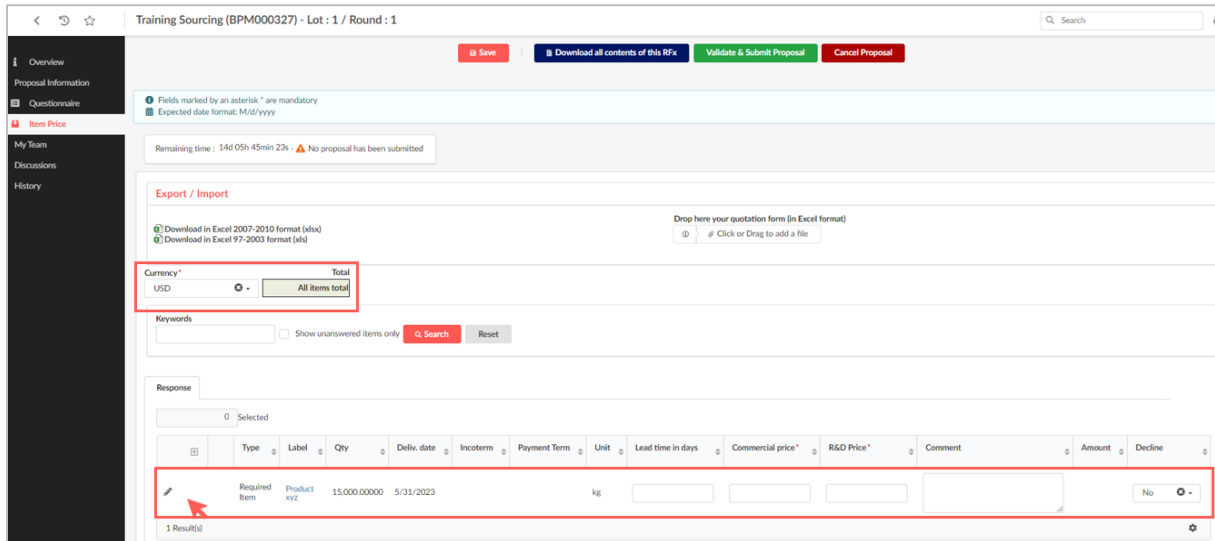 Training Sourcing (BPM000327) - Lot : 1 / Round : 1
Search
Save
Download all contents of this RFx
Validate & Submit Proposal
Cancel Proposal
Overview
Proposal Information
Questionnaire
Item Price
My Team
Discussions
History
Fields marked by an asterisk * are mandatory
Expected date format: M/d/yyyy
Remaining time : 14d 05h 45min 23s - No proposal has been submitted
Export / Import
Download in Excel 2007-2010 format (xlsx)
Download in Excel 97-2003 format (xls)
Drop here your quotation form (in Excel format)
Click or Drag to add a file
Currency* Total
USD All items total
Keywords
Show unanswered items only Search Reset
Response
0 Selected
Type Label Qty Deliv. date Incoterm Payment Term Unit Lead time in days Commercial price* R&D Price* Comment Amount Decline
Required Item Product xyz 15,000.00000 5/31/2023 kg No
1 Result(s)